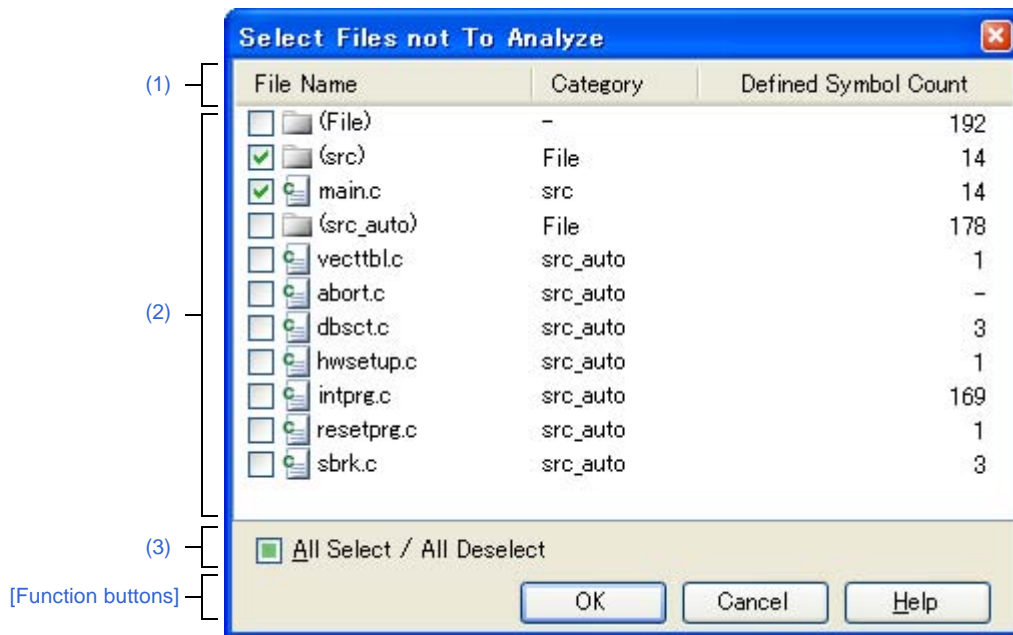 Select Files not To Analyze
(1) File Name Category Defined Symbol Count
(File) - 192
(src) File 14
main.c src 14
(src_auto) File 178
vecttbl.c src_auto 1
abort.c src_auto -
(2)
dbsct.c src_auto 3
hwsetup.c src_auto 1
intprg.c src_auto 169
resetprg.c src_auto 1
sbrk.c src_auto 3
(3) All Select / All Deselect
[Function buttons] OK Cancel Help